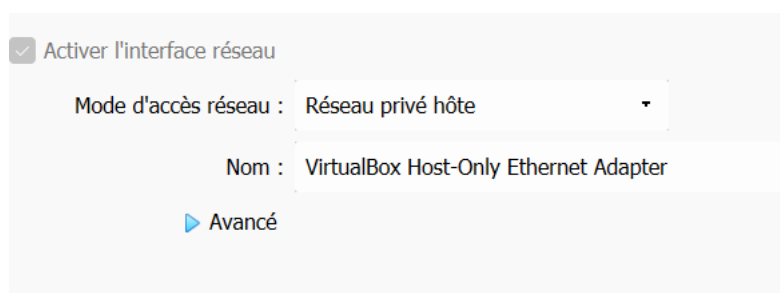 Activer l'interface réseau
Mode d'accès réseau : Réseau privé hôte
Nom : VirtualBox Host-Only Ethernet Adapter
Avancé